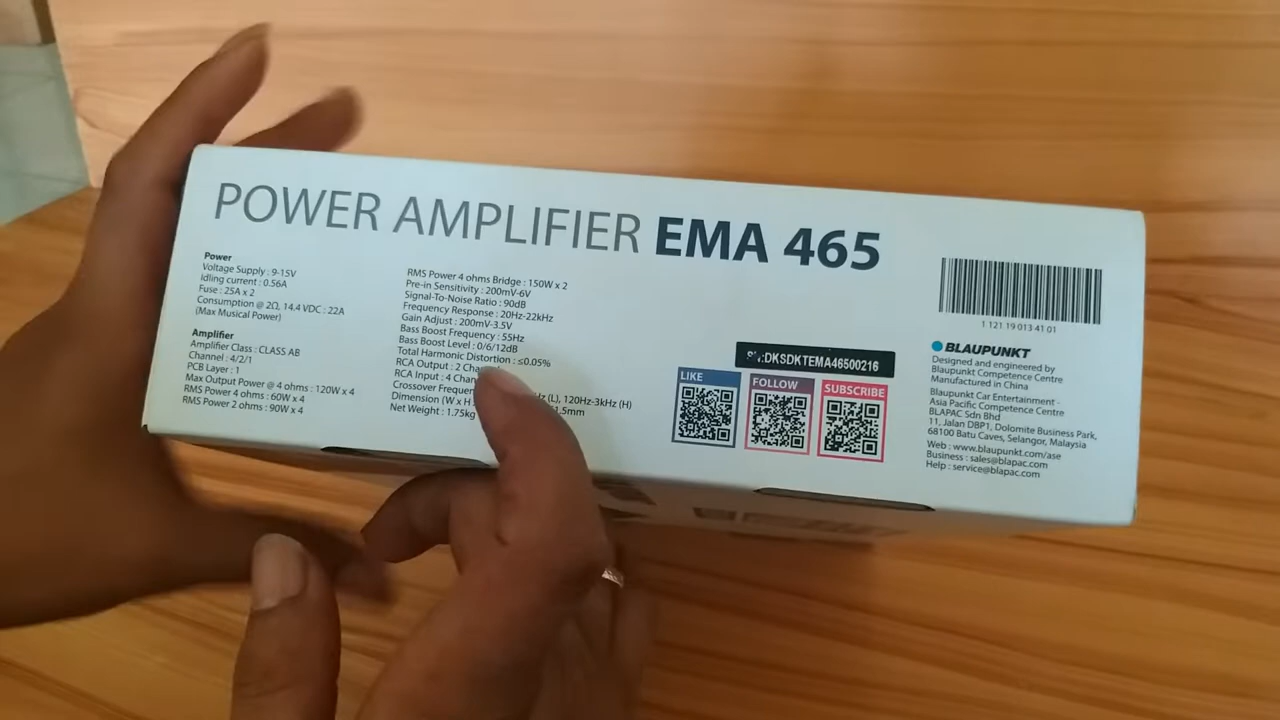 POWER AMPLIFIER EMA 465
Power
Voltage Supply : 9-15V
Idling current : 0.56A
Fuse : 25A x 2
Consumption @ 2Ω, 14.4 VDC : 22A
(Max Musical Power)
Amplifier
Amplifier Class : CLASS AB
Channel : 4/2/1
PCB Layer : 1
Max Output Power @ 4 ohms : 120W x 4
RMS Power 4 ohms : 60W x 4
RMS Power 2 ohms : 90W x 4
RMS Power 4 ohms Bridge : 150W x 2
Pre-in Sensitivity : 200mV-6V
Signal-To-Noise Ratio : 90dB
Frequency Response : 20Hz-22kHz
Gain Adjust : 200mV-3.5V
Bass Boost Frequency : 55Hz
Bass Boost Level : 0/6/12dB
Total Harmonic Distortion : ≤0.05%
RCA Output : 2
RCA Input : 4
Crossover (L), 120Hz-3kHz (H)
Dimension (W x H
Net Weight : 1.75kg
:DKSDKTEMA46500216
LIKE
FOLLOW
SUBSCRIBE
1 121 19 013 41 01
BLAUPUNKT
Designed and engineered by
Blaupunkt Competence Centre
Manufactured in China
Blaupunkt Car Entertainment -
Asia Pacific Competence Centre
BLAPAC Sdn Bhd
11, Jalan DBP1, Dolomite Business Park,
68100 Batu Caves, Selangor, Malaysia
Web : www.blaupunkt.com/ase
Business : sales@blapac.com
Help : service@blapac.com